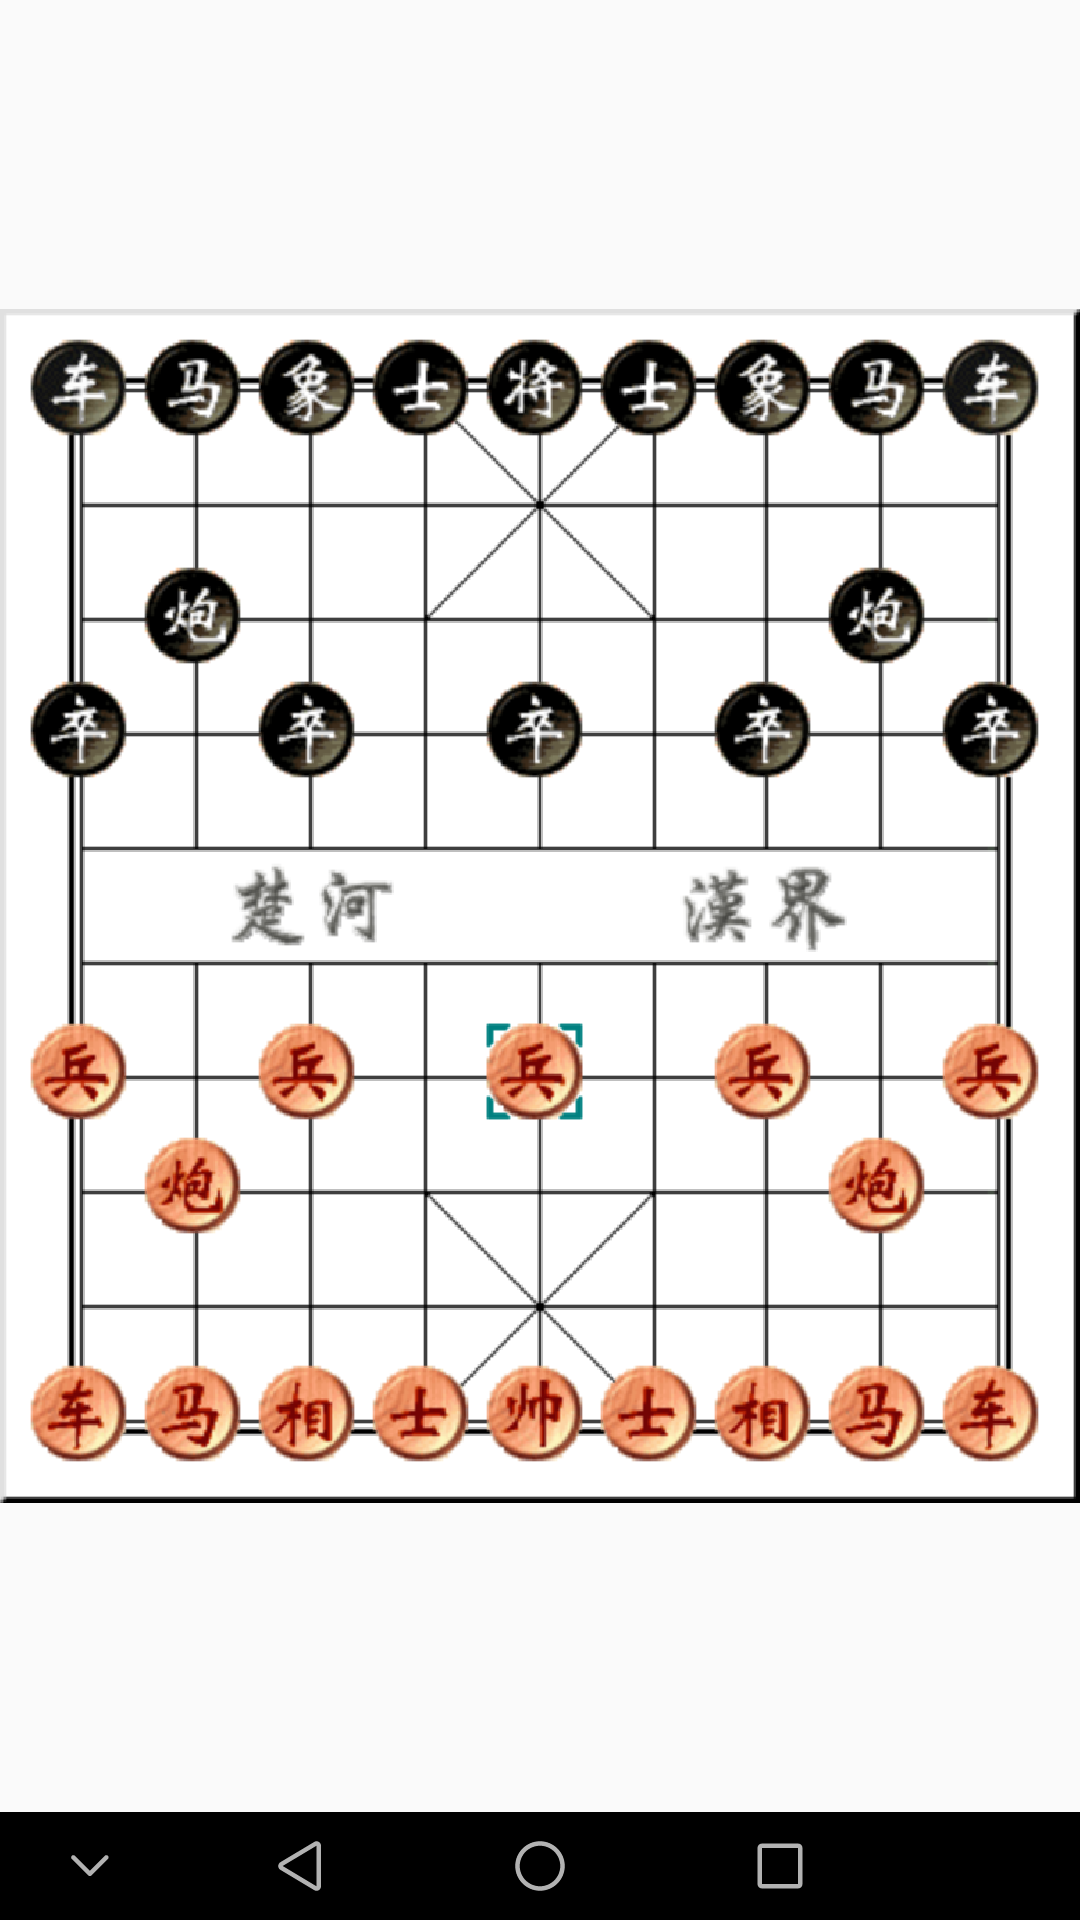 车马象士将士象马车
炮炮
卒卒卒卒卒
楚河 漢界
兵兵兵兵兵
炮炮
车马相士帅士相马车